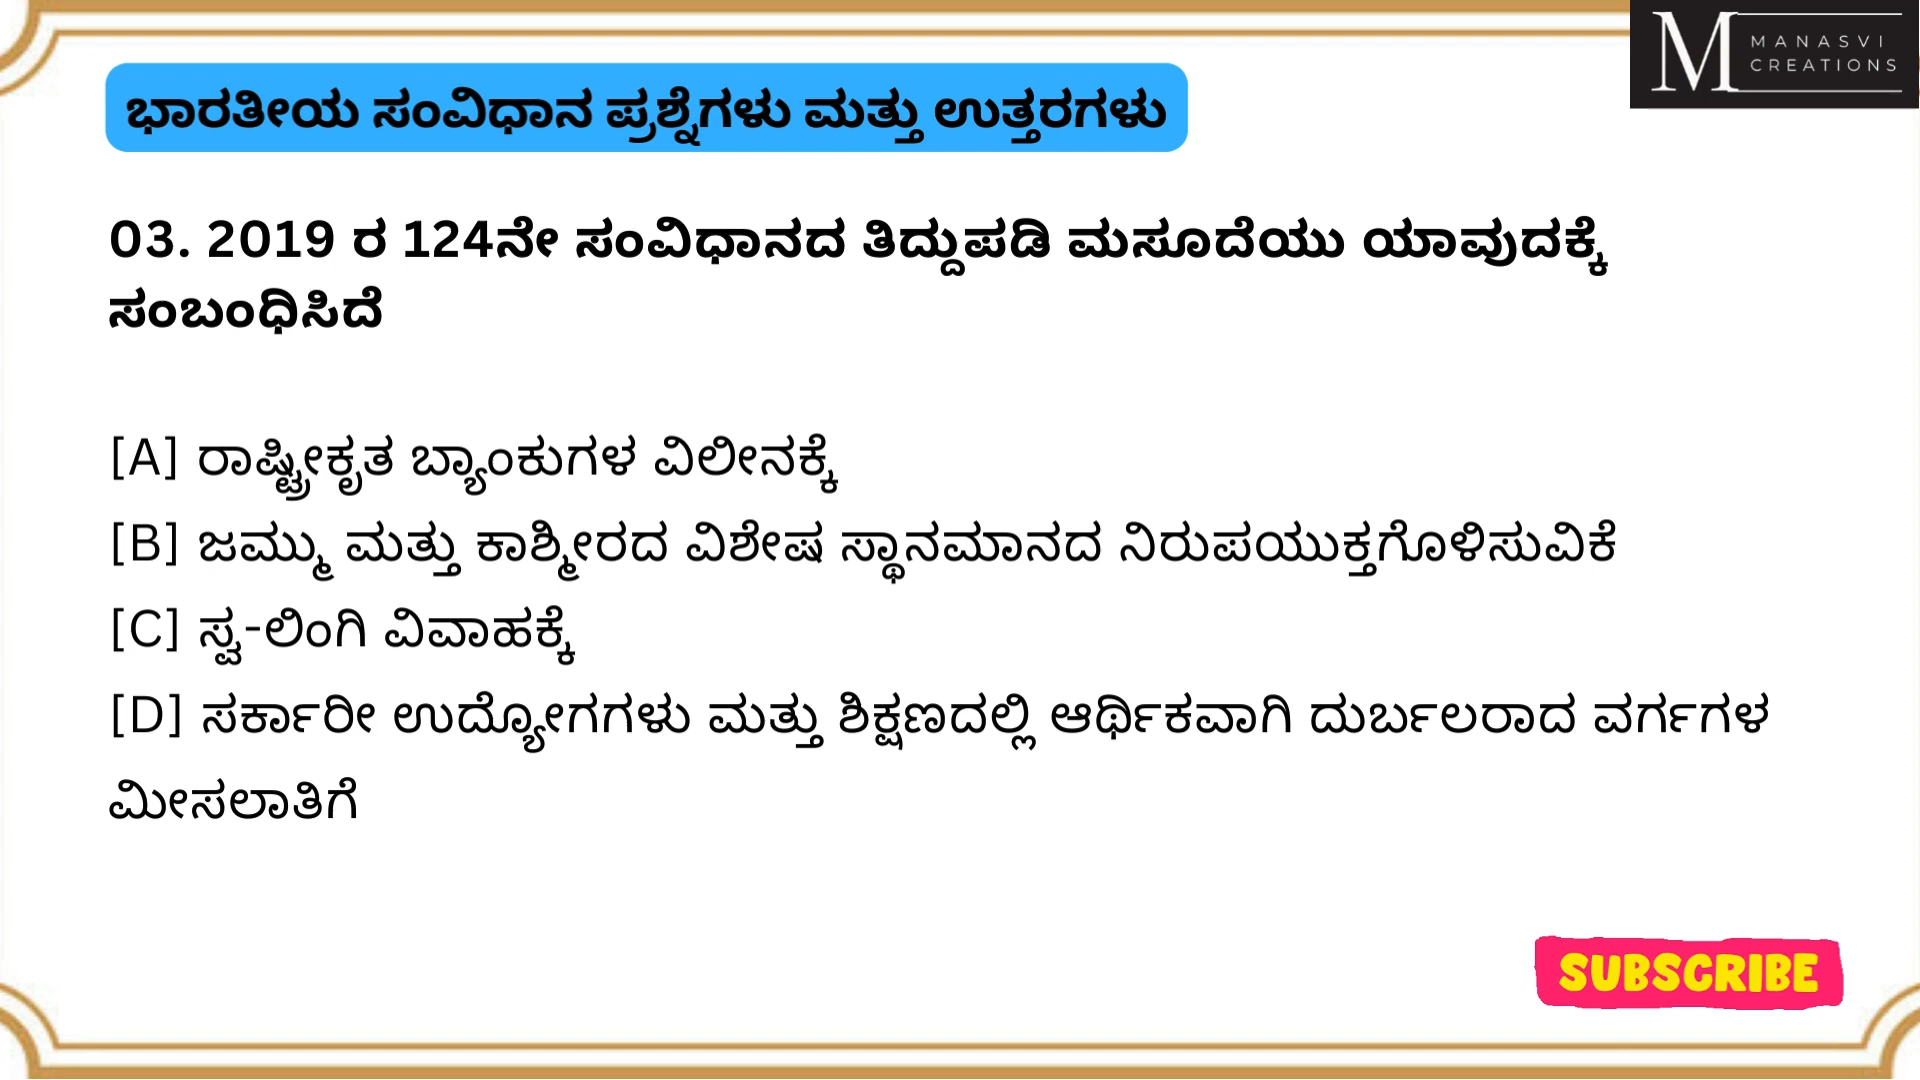 M MANASVI
CREATIONS
ಭಾರತೀಯ ಸಂವಿಧಾನ ಪ್ರಶ್ನೆಗಳು ಮತ್ತು ಉತ್ತರಗಳು
03. 2019 ರ 124ನೇ ಸಂವಿಧಾನದ ತಿದ್ದುಪಡಿ ಮಸೂದೆಯು ಯಾವುದಕ್ಕೆ
ಸಂಬಂಧಿಸಿದೆ
[A] ರಾಷ್ಟ್ರೀಕೃತ ಬ್ಯಾಂಕುಗಳ ವಿಲೀನಕ್ಕೆ
[B] ಜಮ್ಮು ಮತ್ತು ಕಾಶ್ಮೀರದ ವಿಶೇಷ ಸ್ಥಾನಮಾನದ ನಿರುಪಯುಕ್ತಗೊಳಿಸುವಿಕೆ
[C] ಸ್ವ-ಲಿಂಗಿ ವಿವಾಹಕ್ಕೆ
[D] ಸರ್ಕಾರೀ ಉದ್ಯೋಗಗಳು ಮತ್ತು ಶಿಕ್ಷಣದಲ್ಲಿ ಆರ್ಥಿಕವಾಗಿ ದುರ್ಬಲರಾದ ವರ್ಗಗಳ
ಮೀಸಲಾತಿಗೆ
SUBSCRIBE